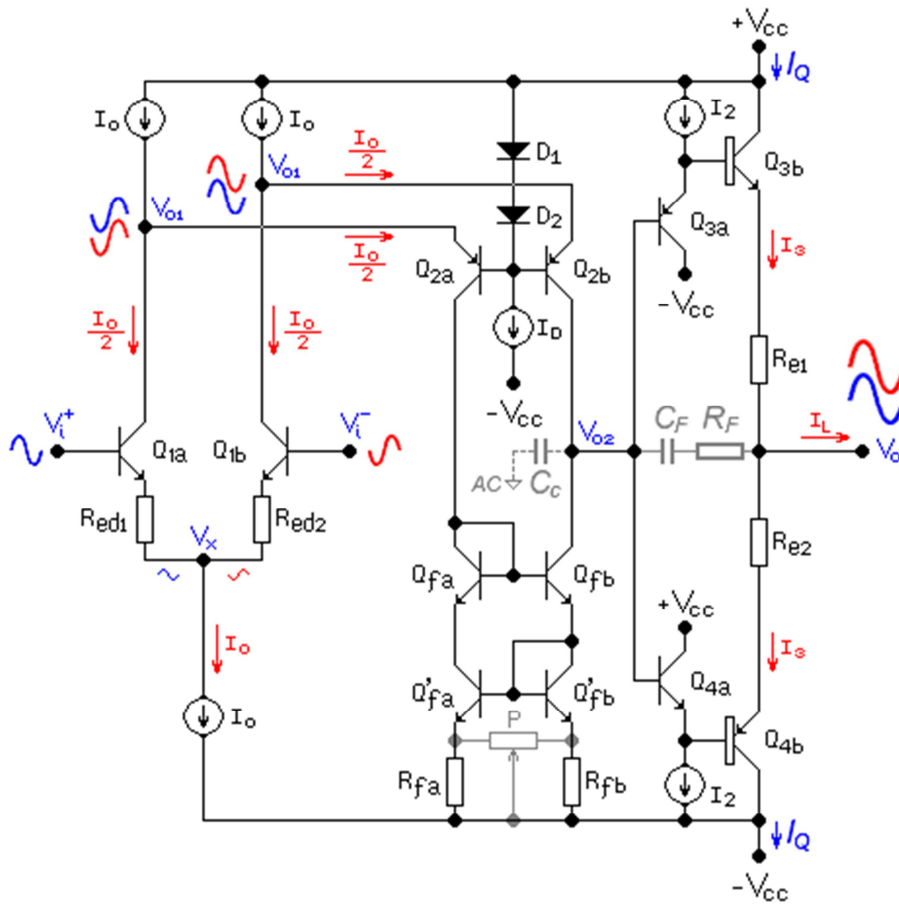 +Vcc
IQ
Io
Io
I2
Vo1
Io/2
D1
Q3b
Vo1
Io/2
D2
Q3a
Q2a
Q2b
I3
-Vcc
Io/2
Io/2
ID
Re1
-Vcc
Vi+
Q1a
Q1b
Vi-
Vo2
CF
RF
IL
Vo
AC
Cc
Red1
Red2
Vx
Re2
Qfa
Qfb
+Vcc
Io
I3
Q'fa
Q'fb
Q4a
Io
P
Q4b
Rfa
Rfb
I2
IQ
-Vcc